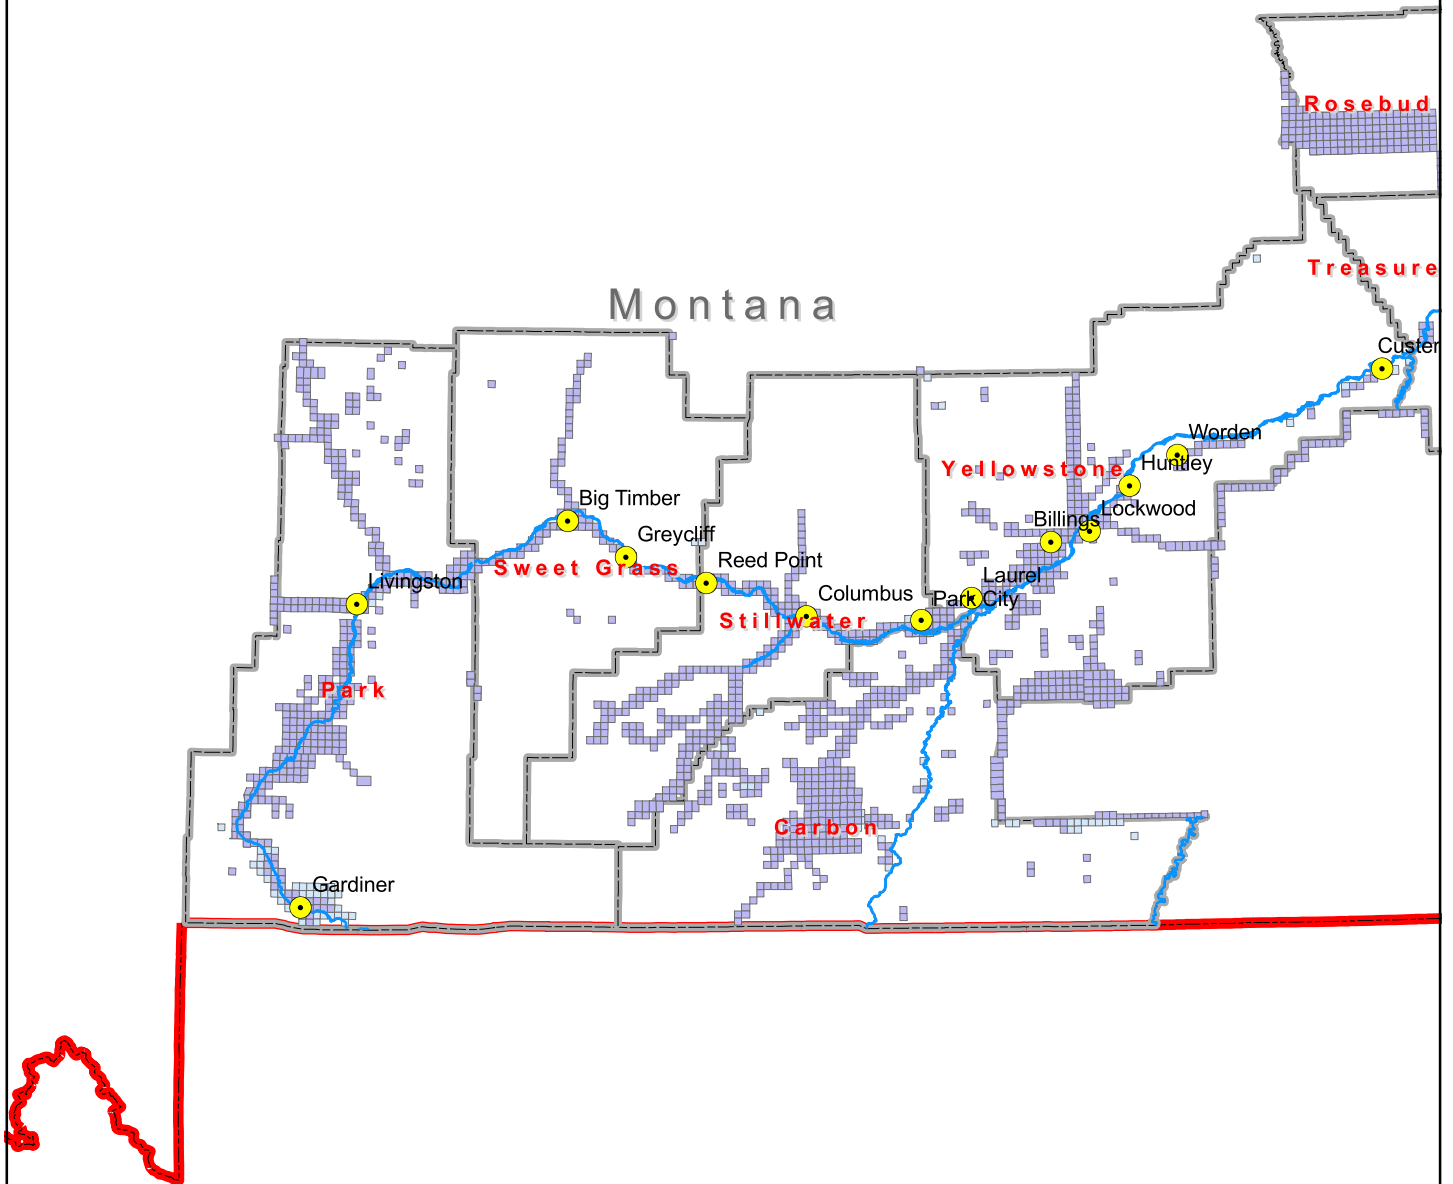 Rosebud
Treasure
Montana
Custer
Worden
Huntley
Yellowstone
Big Timber
Lockwood
Billings
Greycliff
Reed Point
Sweet Grass
Laurel
Livingston
Columbus
Park City
Stillwater
Park
Carbon
Gardiner